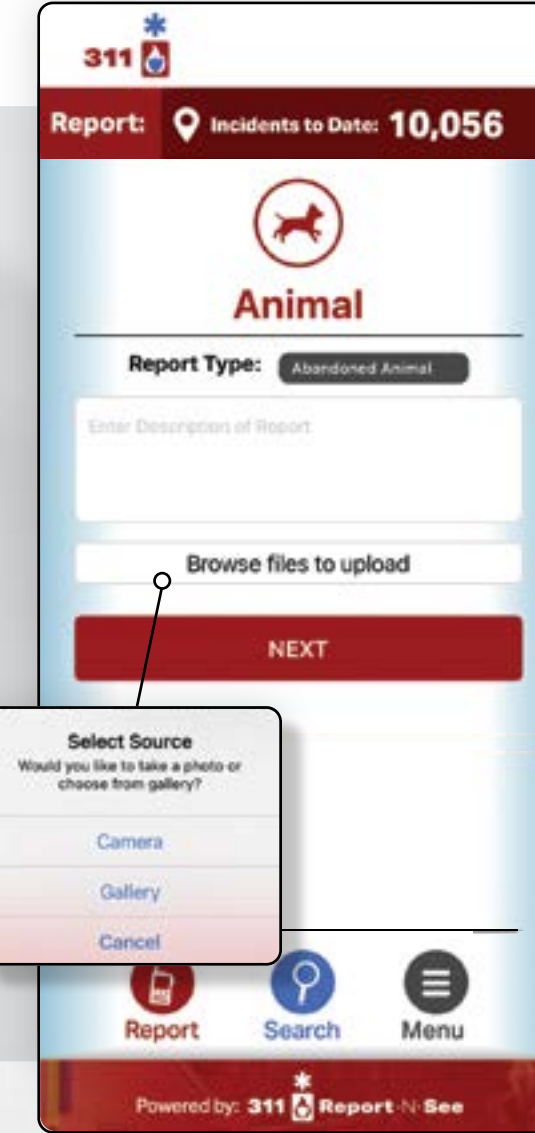 311
Report:
Incidents to Date: 10,056
Animal
Report Type:
Abandoned Animal
Enter Description of Report
Browse files to upload
NEXT
Select Source
Would you like to take a photo or
choose from gallery?
Camera
Gallery
Cancel
Report
Search
Menu
Powered by: 311 Report-N-See